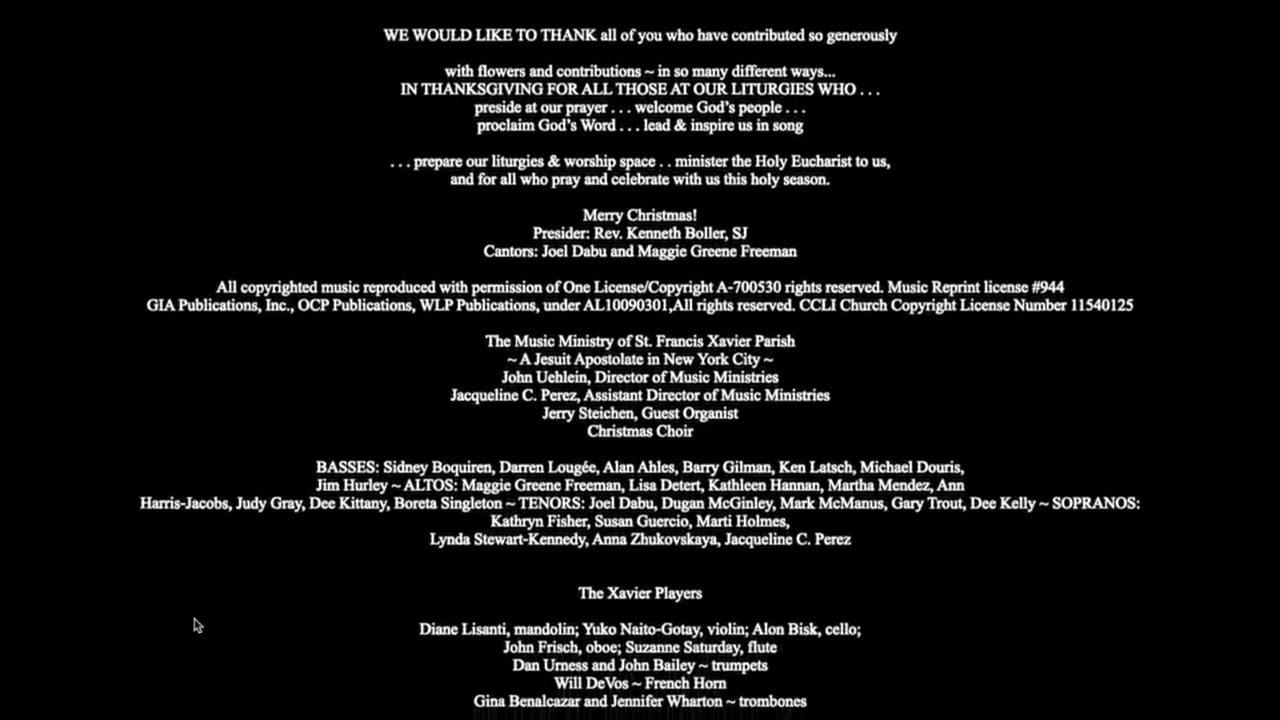 WE WOULD LIKE TO THANK all of you who have contributed so generously
with flowers and contributions ~ in so many different ways...
IN THANKSGIVING FOR ALL THOSE AT OUR LITURGIES WHO . . .
preside at our prayer . . . welcome God's people . . .
proclaim God's Word . . . lead & inspire us in song
. . . prepare our liturgies & worship space . . minister the Holy Eucharist to us,
and for all who pray and celebrate with us this holy season.
Merry Christmas!
Presider: Rev. Kenneth Boller, SJ
Cantors: Joel Dabu and Maggie Greene Freeman
All copyrighted music reproduced with permission of One License/Copyright A-700530 rights reserved. Music Reprint license #944
GIA Publications, Inc., OCP Publications, WLP Publications, under AL10090301,All rights reserved. CCLI Church Copyright License Number 11540125
The Music Ministry of St. Francis Xavier Parish
~ A Jesuit Apostolate in New York City ~
John Uehlein, Director of Music Ministries
Jacqueline C. Perez, Assistant Director of Music Ministries
Jerry Steichen, Guest Organist
Christmas Choir
BASSES: Sidney Boquiren, Darren Lougée, Alan Ahles, Barry Gilman, Ken Latsch, Michael Douris,
Jim Hurley ~ ALTOS: Maggie Greene Freeman, Lisa Detert, Kathleen Hannan, Martha Mendez, Ann
Harris-Jacobs, Judy Gray, Dee Kittany, Boreta Singleton ~ TENORS: Joel Dabu, Dugan McGinley, Mark McManus, Gary Trout, Dee Kelly ~ SOPRANOS:
Kathryn Fisher, Susan Guercio, Marti Holmes,
Lynda Stewart-Kennedy, Anna Zhukovskaya, Jacqueline C. Perez
The Xavier Players
Diane Lisanti, mandolin; Yuko Naito-Gotay, violin; Alon Bisk, cello;
John Frisch, oboe; Suzanne Saturday, flute
Dan Urness and John Bailey ~ trumpets
Will DeVos ~ French Horn
Gina Benalcazar and Jennifer Wharton ~ trombones